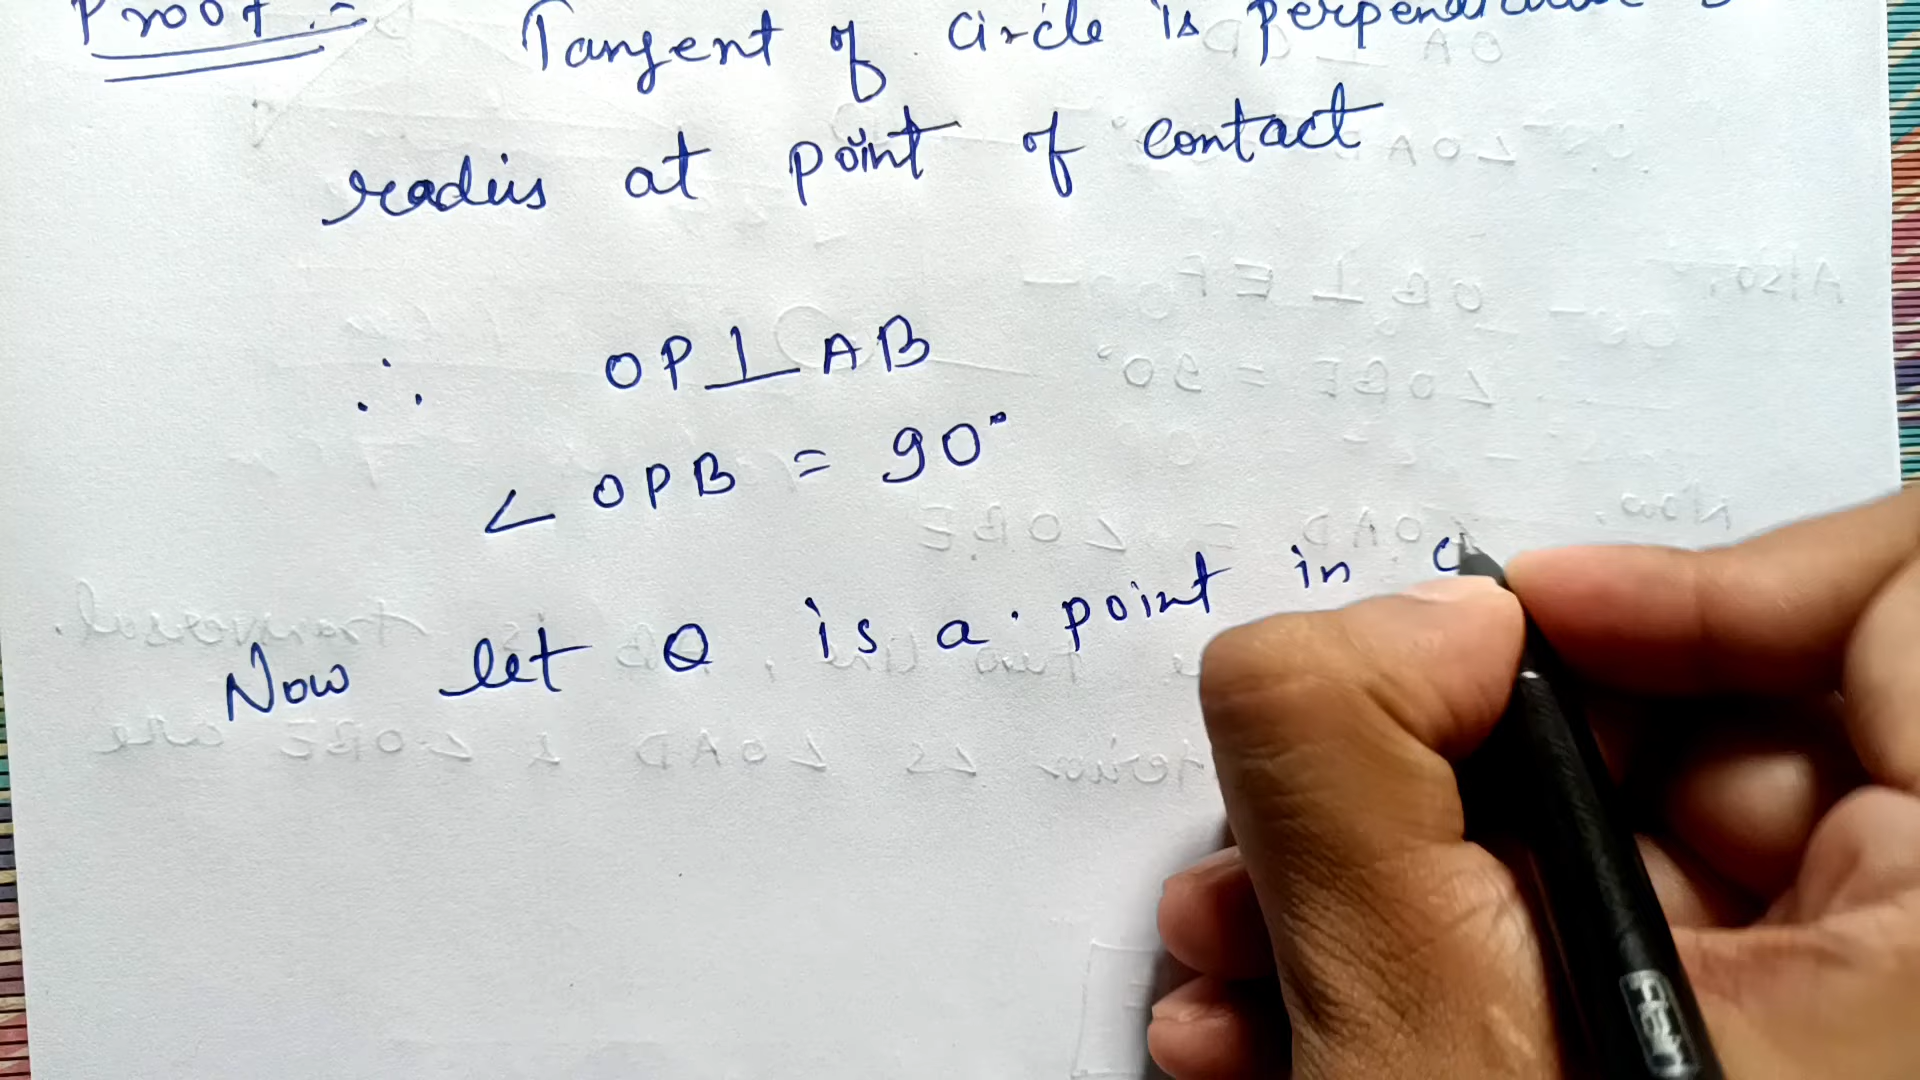 Proof :-
Tangent of circle is perpendicular
radius at point of contact
∴ OP ⊥ AB
∠ OPB = 90°
Now let Q is a point in